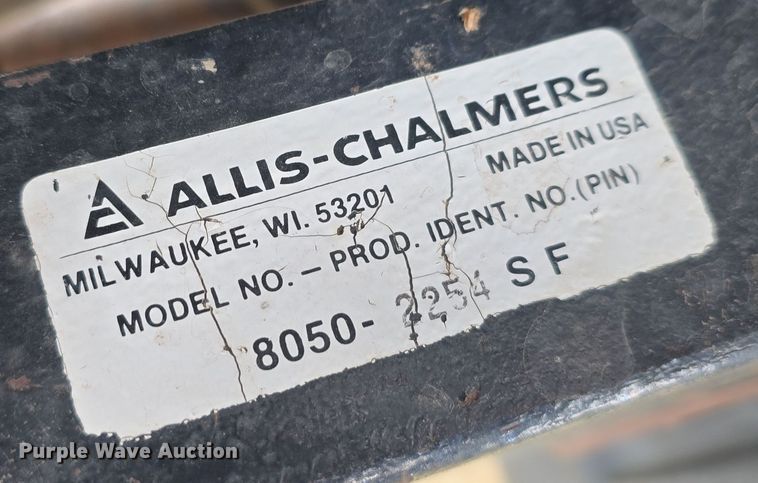 ALLIS-CHALMERS
MILWAUKEE, WI. 53201 MADE IN USA
MODEL NO. – PROD. IDENT. NO. (PIN)
8050- 2254 S F
Purple Wave Auction